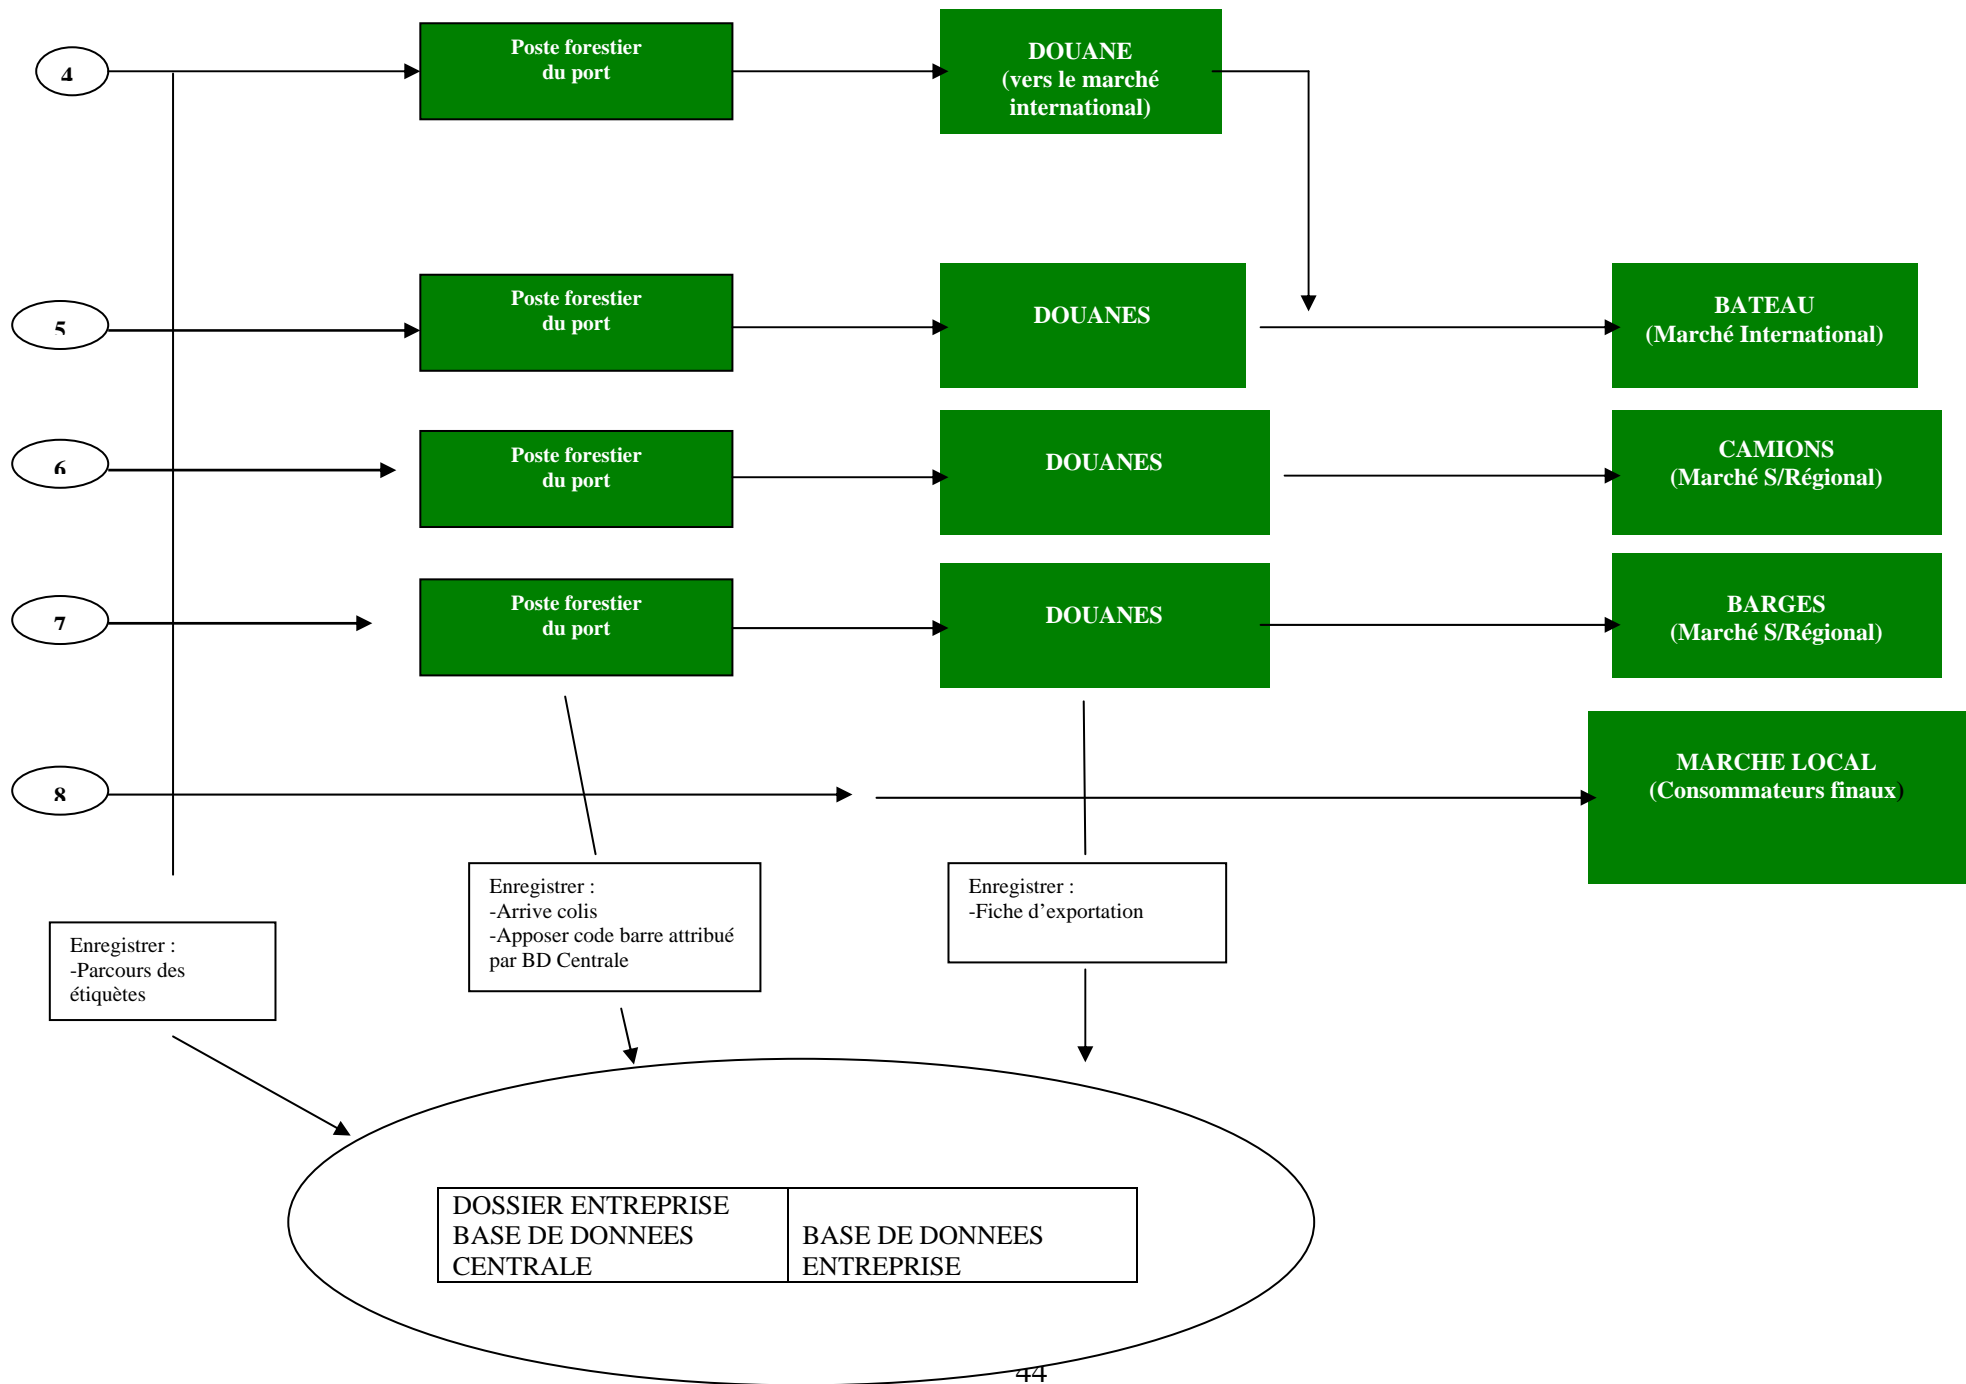 4
Poste forestier
du port
DOUANE
(vers le marché
international)
5
Poste forestier
du port
DOUANES
BATEAU
(Marché International)
6
Poste forestier
du port
DOUANES
CAMIONS
(Marché S/Régional)
7
Poste forestier
du port
DOUANES
BARGES
(Marché S/Régional)
8
MARCHE LOCAL
(Consommateurs finaux)
Enregistrer :
-Parcours des
étiquètes
Enregistrer :
-Arrive colis
-Apposer code barre attribué
par BD Centrale
Enregistrer :
-Fiche d’exportation
DOSSIER ENTREPRISE
BASE DE DONNEES
CENTRALE
BASE DE DONNEES
ENTREPRISE
44